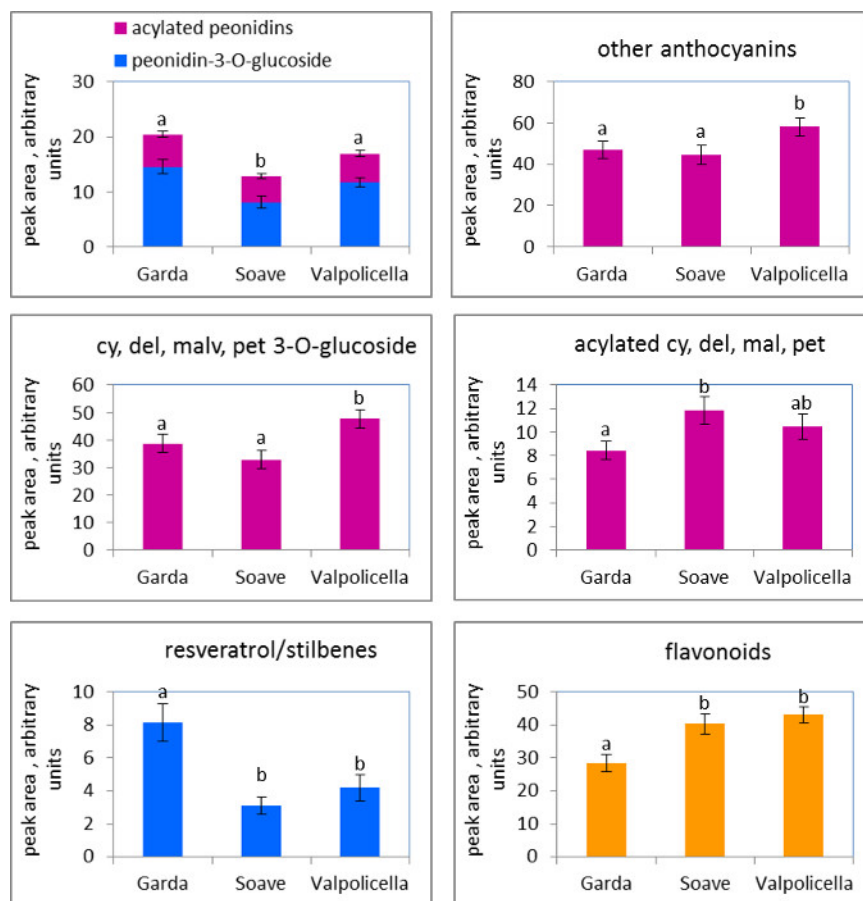 acylated peonidins
peonidin-3-O-glucoside
peak area , arbitrary
units
30
20
10
0
a
b
a
Garda Soave Valpolicella
other anthocyanins
peak area , arbitrary
units
80
60
40
20
0
a
a
b
Garda Soave Valpolicella
cy, del, malv, pet 3-O-glucoside
peak area , arbitrary
units
60
50
40
30
20
10
0
a
a
b
Garda Soave Valpolicella
acylated cy, del, mal, pet
peak area , arbitrary
units
14
12
10
8
6
4
2
0
a
b
ab
Garda Soave Valpolicella
resveratrol/stilbenes
peak area , arbitrary
units
10
8
6
4
2
0
a
b
b
Garda Soave Valpolicella
flavonoids
peak area , arbitrary
units
50
40
30
20
10
0
a
b
b
Garda Soave Valpolicella